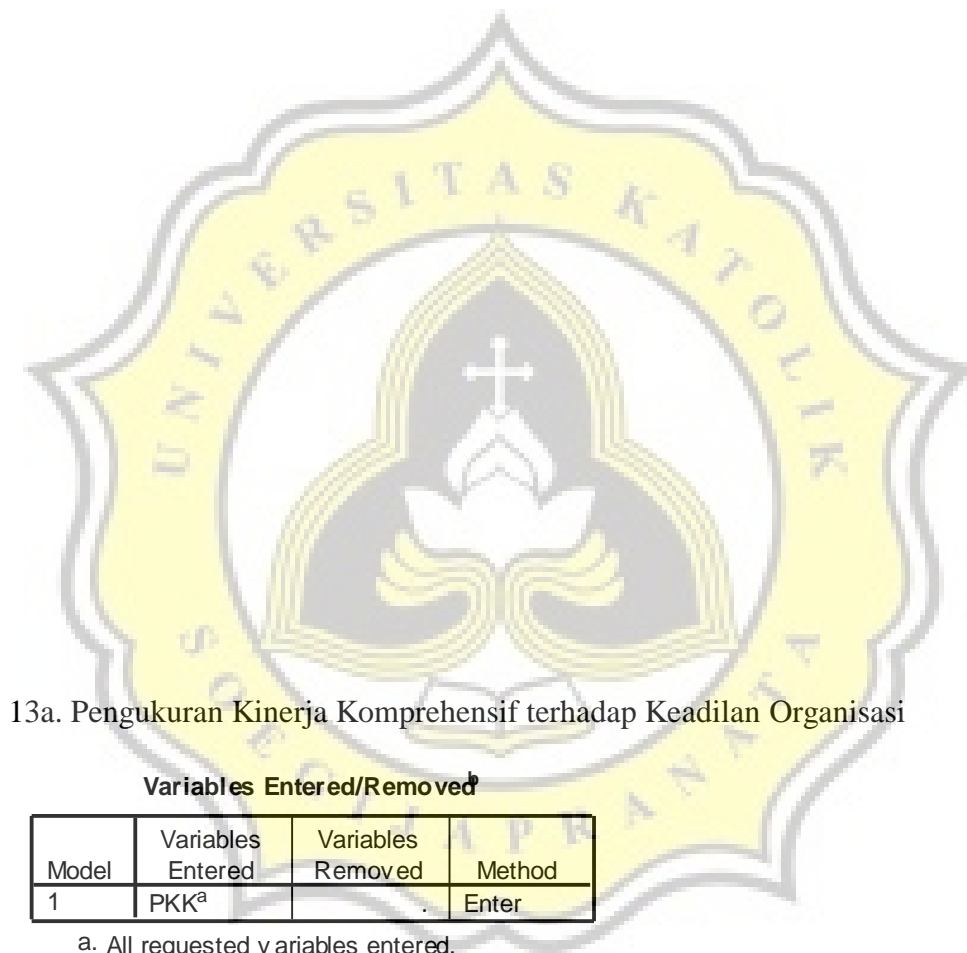 UNIVERSITAS KATOLIK
SOEGIJAPRANATA
13a. Pengukuran Kinerja Komprehensif terhadap Keadilan Organisasi
Variables Entered/Removed b
Model Variables Entered Variables Removed Method
1 PKK a . Enter
a. All requested variables entered.